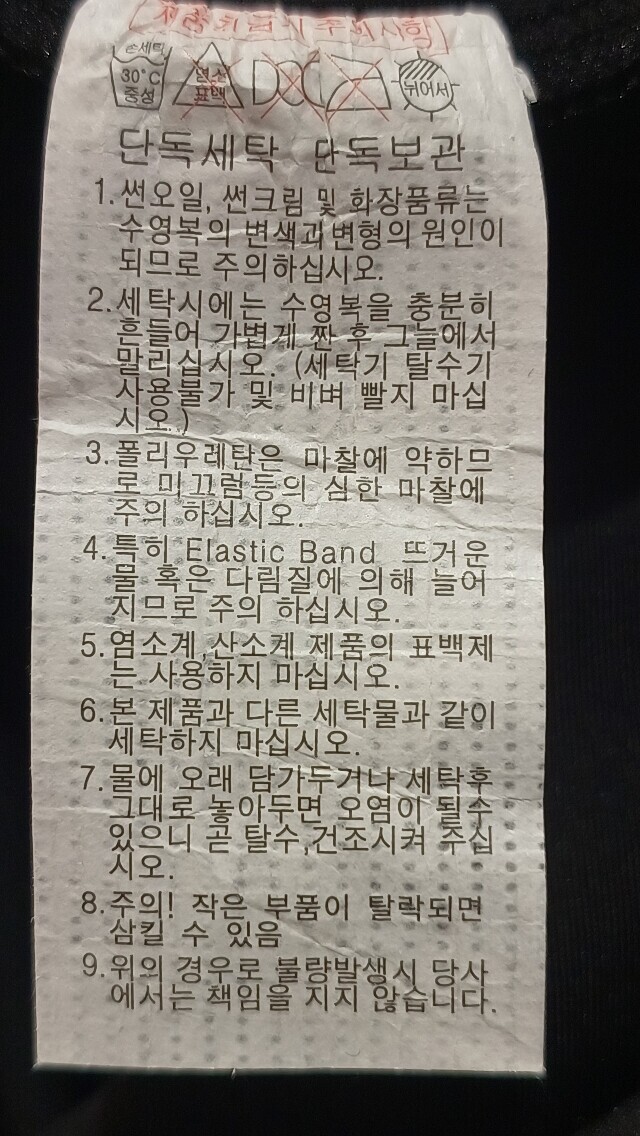 [제품취급시주의사항]
손세탁 염소
30°C 표백 DCC 뉘어서
중성
단독세탁 단독보관
1.썬오일, 썬크림 및 화장품류는
수영복의 변색과변형의 원인이
되므로 주의하십시오.
2.세탁시에는 수영복을 충분히
흔들어 가볍게 짠 후 그늘에서
말리십시오. (세탁기 탈수기
사용불가 및 비벼 빨지 마십
시오.)
3.폴리우레탄은 마찰에 약하므
로 미끄럼등의 심한 마찰에
주의 하십시오.
4.특히 Elastic Band 뜨거운
물 혹은 다림질에 의해 늘어
지므로 주의 하십시오.
5.염소계,산소계 제품의 표백제
는 사용하지 마십시오.
6.본 제품과 다른 세탁물과 같이
세탁하지 마십시오.
7.물에 오래 담가두거나 세탁후
그대로 놓아두면 오염이 될수
있으니 곧 탈수,건조시켜 주십
시오.
8.주의! 작은 부품이 탈락되면
삼킬 수 있음
9.위의 경우로 불량발생시 당사
에서는 책임을 지지 않습니다.